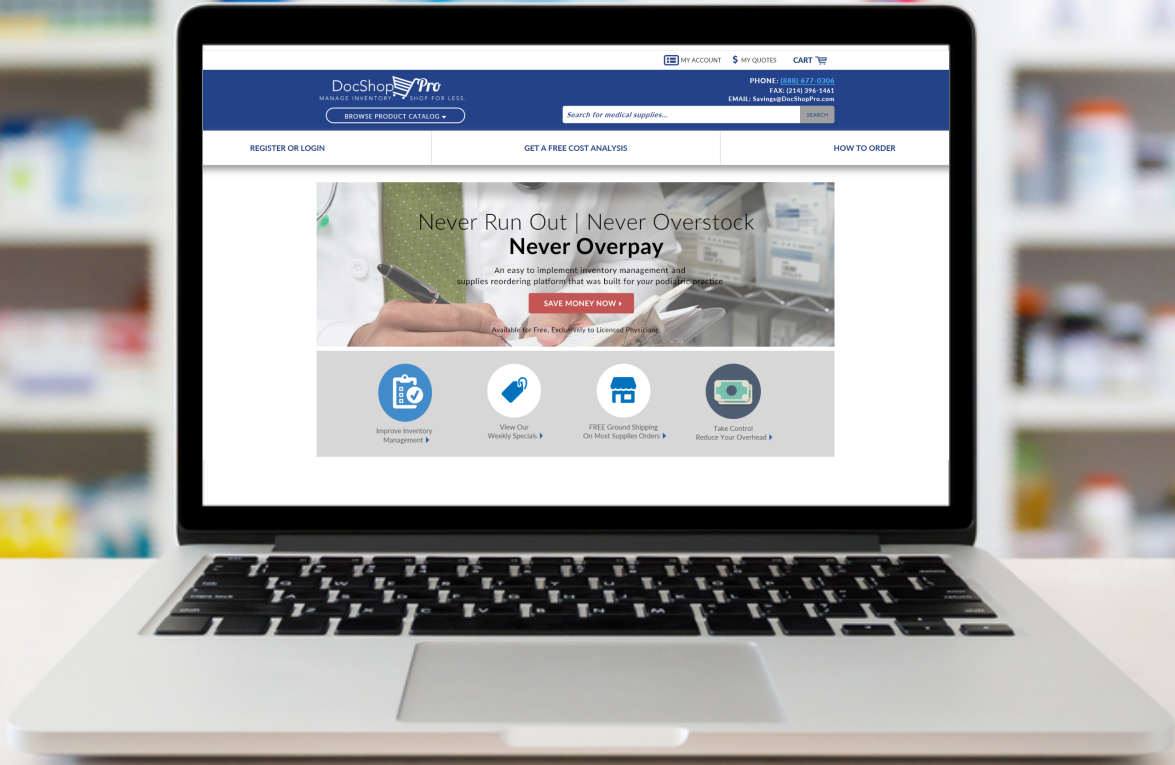 MY ACCOUNT
$ MY QUOTES
CART
DocShop Pro
MANAGE INVENTORY. SHOP FOR LESS.
BROWSE PRODUCT CATALOG
PHONE: (888) 677-0306
FAX: (214) 396-1461
EMAIL: Savings@DocShopPro.com
Search for medical supplies...
SEARCH
REGISTER OR LOGIN
GET A FREE COST ANALYSIS
HOW TO ORDER
Never Run Out | Never Overstock
Never Overpay
An easy to implement inventory management and
supplies reordering platform that was built for your podiatric practice
SAVE MONEY NOW
Available for Free, Exclusively to Licensed Physicians
Improve Inventory
Management
View Our
Weekly Specials
FREE Ground Shipping
On Most Supplies Orders
Take Control
Reduce Your Overhead